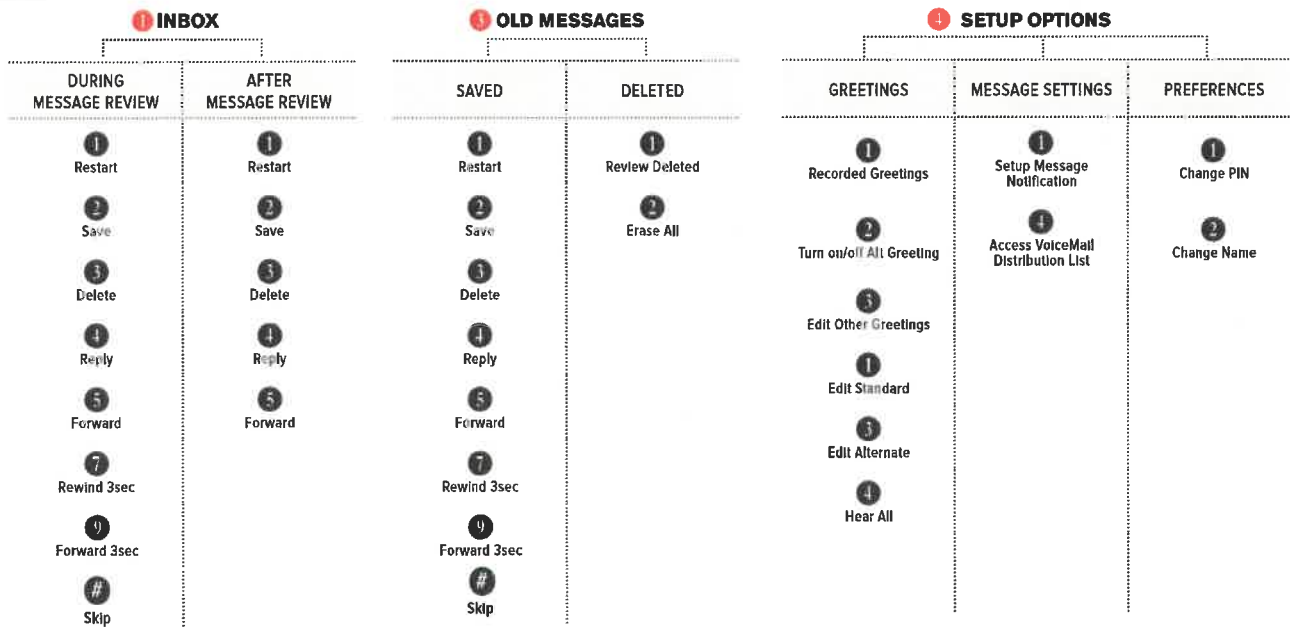 1 INBOX
DURING
MESSAGE REVIEW
1
Restart
2
Save
3
Delete
4
Reply
5
Forward
7
Rewind 3sec
9
Forward 3sec
#
Skip
AFTER
MESSAGE REVIEW
1
Restart
2
Save
3
Delete
4
Reply
5
Forward
3 OLD MESSAGES
SAVED
1
Restart
2
Save
3
Delete
4
Reply
5
Forward
7
Rewind 3sec
9
Forward 3sec
#
Skip
DELETED
1
Review Deleted
2
Erase All
4 SETUP OPTIONS
GREETINGS
1
Recorded Greetings
2
Turn on/off Alt Greeting
3
Edit Other Greetings
1
Edit Standard
3
Edit Alternate
4
Hear All
MESSAGE SETTINGS
1
Setup Message
Notification
4
Access VoiceMail
Distribution List
PREFERENCES
1
Change PIN
2
Change Name